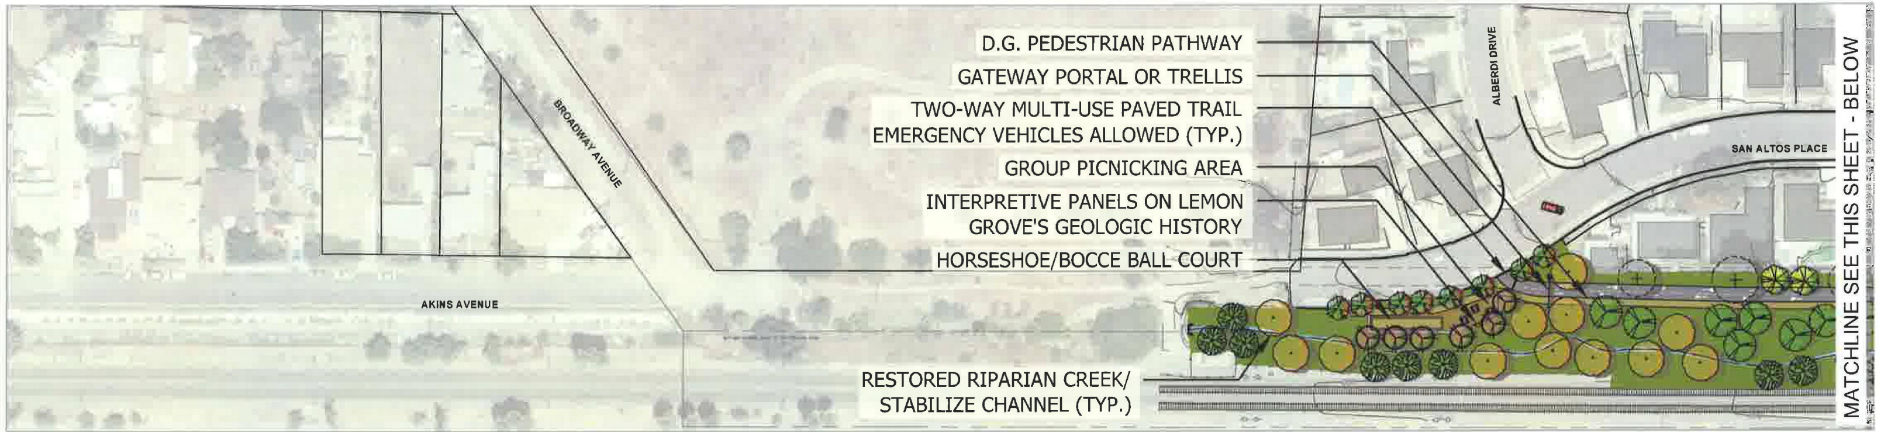 D.G. PEDESTRIAN PATHWAY
GATEWAY PORTAL OR TRELLIS
TWO-WAY MULTI-USE PAVED TRAIL
EMERGENCY VEHICLES ALLOWED (TYP.)
GROUP PICNICKING AREA
INTERPRETIVE PANELS ON LEMON
GROVE'S GEOLOGIC HISTORY
HORSESHOE/BOCCE BALL COURT
RESTORED RIPARIAN CREEK/
STABILIZE CHANNEL (TYP.)
BROADWAY AVENUE
AKINS AVENUE
ALBERDI DRIVE
SAN ALTOS PLACE
MATCHLINE SEE THIS SHEET - BELOW